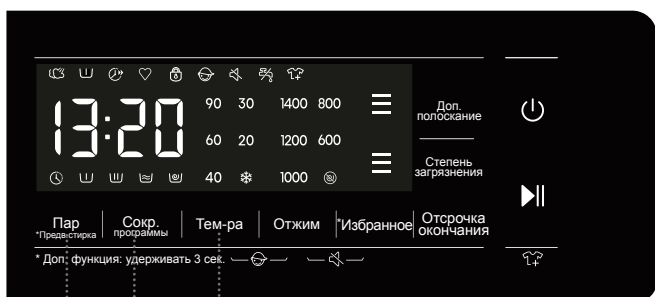 13:20
90 30 1400 800
60 20 1200 600
40 1000
Доп.
полоскание
Степень
загрязнения
Пар
*Предв.стирка
Сокр.
программы
Тем-ра
Отжим
*Избранное
Отсрочка
окончания
* Доп. функция: удерживать 3 сек.